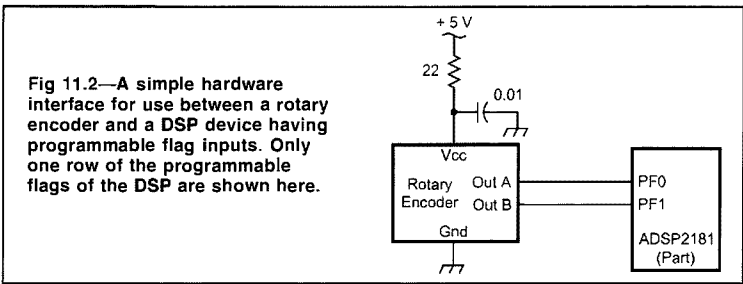 Fig 11.2—A simple hardware
interface for use between a rotary
encoder and a DSP device having
programmable flag inputs. Only
one row of the programmable
flags of the DSP are shown here.
+ 5 V
22
0.01
Vcc
Rotary
Encoder
Out A
Out B
Gnd
PF0
PF1
ADSP2181
(Part)